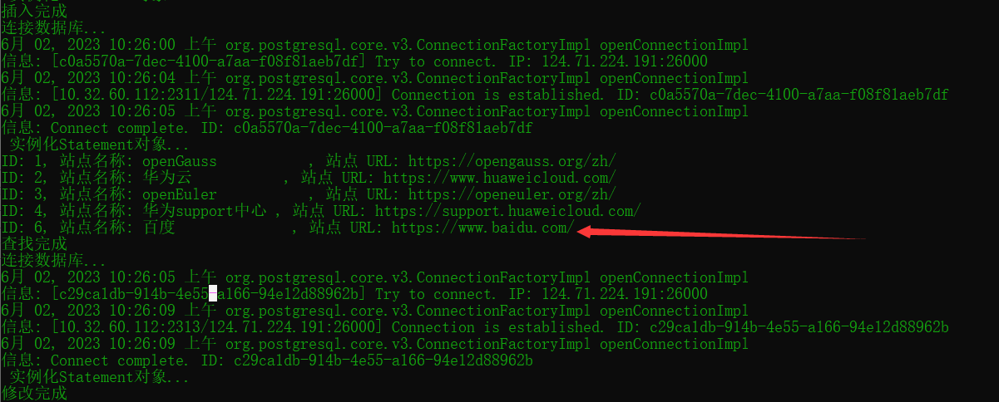 插入完成
连接数据库...
6月 02, 2023 10:26:00 上午 org.postgresql.core.v3.ConnectionFactoryImpl openConnectionImpl
信息: [c0a5570a-7dec-4100-a7aa-f08f81aeb7df] Try to connect. IP: 124.71.224.191:26000
6月 02, 2023 10:26:04 上午 org.postgresql.core.v3.ConnectionFactoryImpl openConnectionImpl
信息: [10.32.60.112:2311/124.71.224.191:26000] Connection is established. ID: c0a5570a-7dec-4100-a7aa-f08f81aeb7df
6月 02, 2023 10:26:05 上午 org.postgresql.core.v3.ConnectionFactoryImpl openConnectionImpl
信息: Connect complete. ID: c0a5570a-7dec-4100-a7aa-f08f81aeb7df
实例化Statement对象...
ID: 1, 站点名称: openGauss , 站点 URL: https://opengauss.org/zh/
ID: 2, 站点名称: 华为云 , 站点 URL: https://www.huaweicloud.com/
ID: 3, 站点名称: openEuler , 站点 URL: https://openeuler.org/zh/
ID: 4, 站点名称: 华为support中心 , 站点 URL: https://support.huaweicloud.com/
ID: 6, 站点名称: 百度 , 站点 URL: https://www.baidu.com/
查找完成
连接数据库...
6月 02, 2023 10:26:05 上午 org.postgresql.core.v3.ConnectionFactoryImpl openConnectionImpl
信息: [c29ca1db-914b-4e55-a166-94e12d88962b] Try to connect. IP: 124.71.224.191:26000
6月 02, 2023 10:26:09 上午 org.postgresql.core.v3.ConnectionFactoryImpl openConnectionImpl
信息: [10.32.60.112:2313/124.71.224.191:26000] Connection is established. ID: c29ca1db-914b-4e55-a166-94e12d88962b
6月 02, 2023 10:26:09 上午 org.postgresql.core.v3.ConnectionFactoryImpl openConnectionImpl
信息: Connect complete. ID: c29ca1db-914b-4e55-a166-94e12d88962b
实例化Statement对象...
修改完成